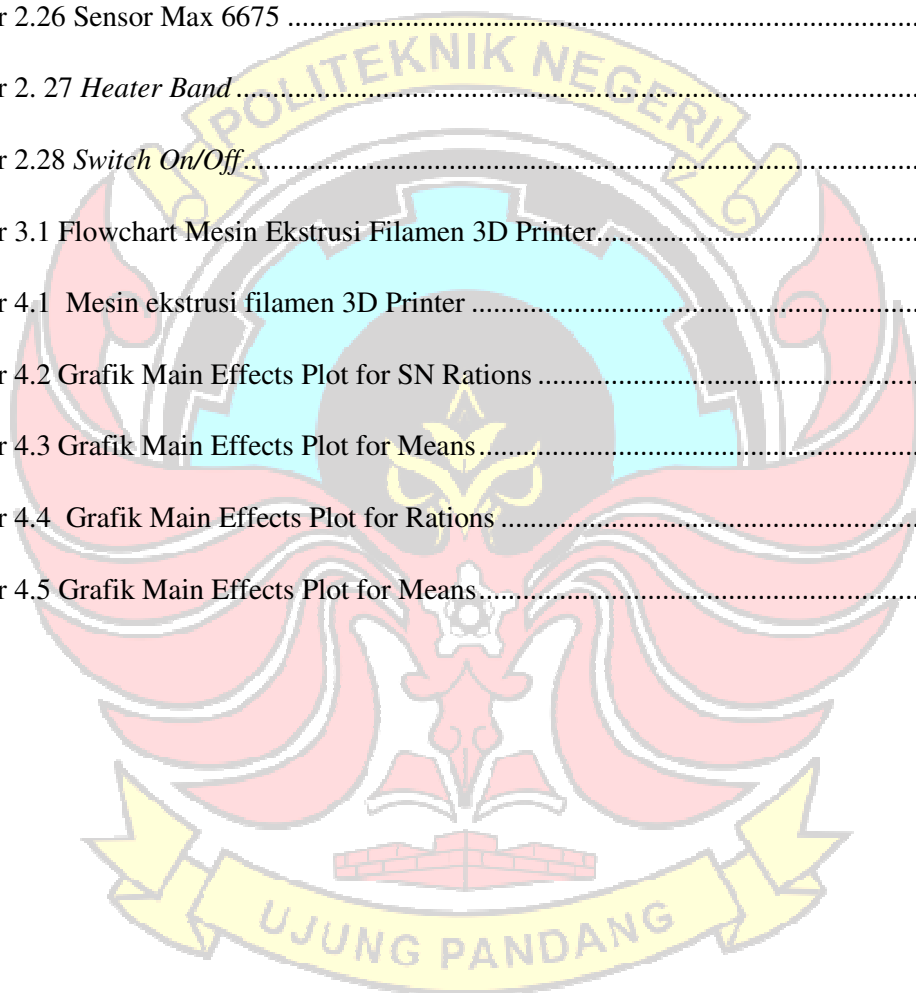 r 2.26 Sensor Max 6675 ........................................................................
r 2. 27 Heater Band ........................................................................
r 2.28 Switch On/Off ........................................................................
r 3.1 Flowchart Mesin Ekstrusi Filamen 3D Printer ........................................
r 4.1 Mesin ekstrusi filamen 3D Printer ........................................................
r 4.2 Grafik Main Effects Plot for SN Rations ................................................
r 4.3 Grafik Main Effects Plot for Means ........................................................
r 4.4 Grafik Main Effects Plot for Rations ........................................................
r 4.5 Grafik Main Effects Plot for Means ........................................................
POLITEKNIK NEGERI
UJUNG PANDANG